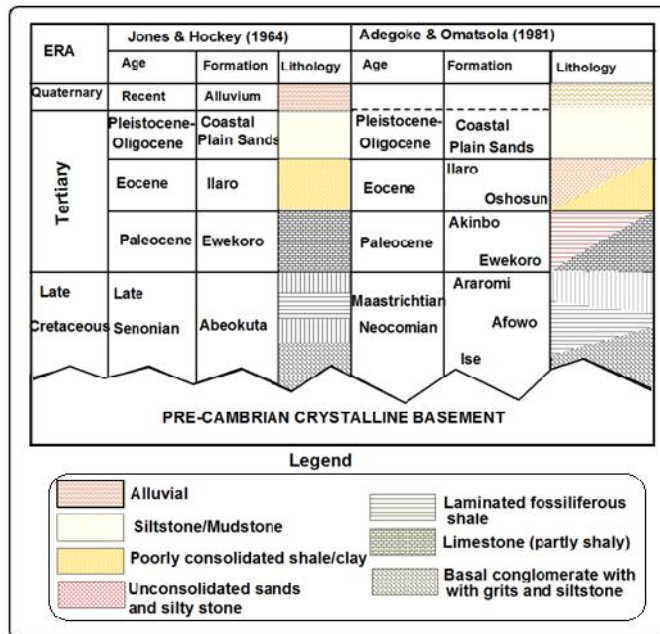 ERA
Jones & Hockey (1964)
Adegoke & Omatsola (1981)
Age
Formation
Lithology
Age
Formation
Lithology
Quaternary
Recent
Alluvium
Tertiary
Pleistocene-
Oligocene
Coastal
Plain Sands
Pleistocene-
Oligocene
Coastal
Plain Sands
Eocene
Ilaro
Eocene
Ilaro
Oshosun
Paleocene
Ewekoro
Paleocene
Akinbo
Ewekoro
Late
Cretaceous
Late
Senonian
Abeokuta
Maastrichtian
Neocomian
Araromi
Afowo
Ise
PRE-CAMBRIAN CRYSTALLINE BASEMENT
Legend
Alluvial
Siltstone/Mudstone
Poorly consolidated shale/clay
Unconsolidated sands
and silty stone
Laminated fossiliferous
shale
Limestone (partly shaly)
Basal conglomerate with
with grits and siltstone